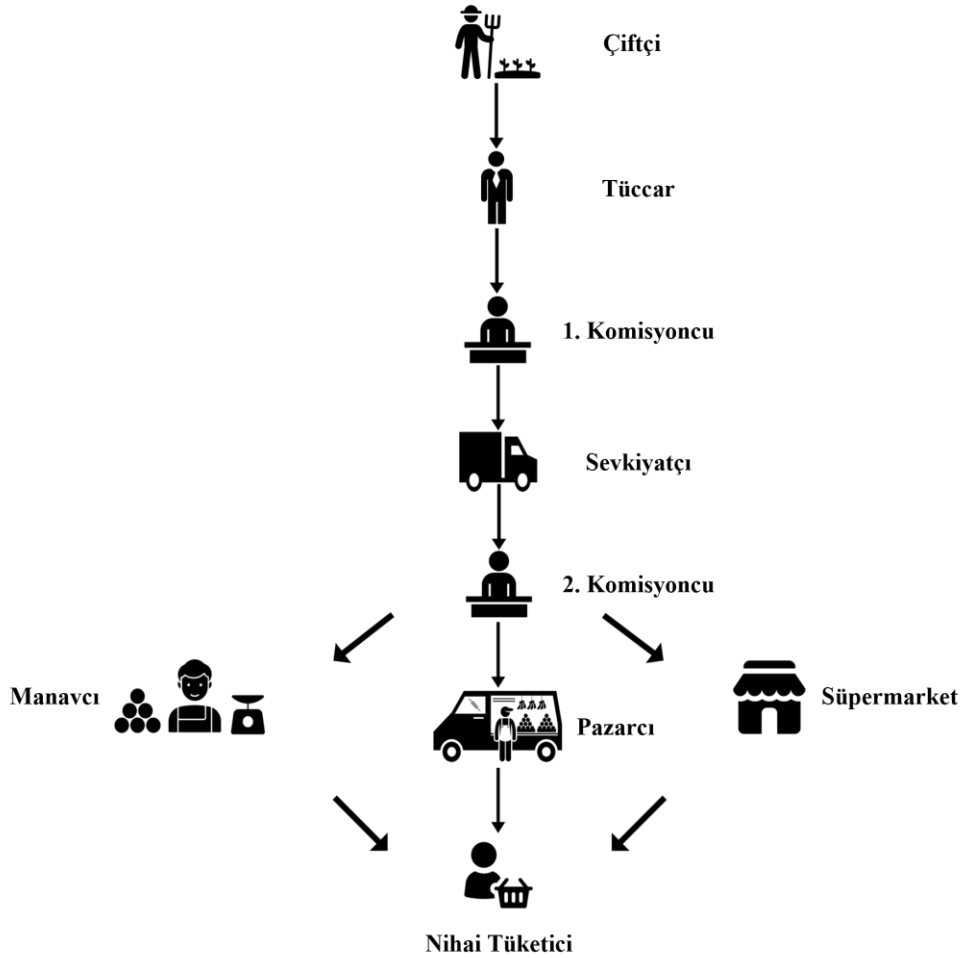 Çiftçi
Tüccar
1. Komisyoncu
Sevkiyatçı
2. Komisyoncu
Manavcı
Pazarcı
Süpermarket
Nihai Tüketici